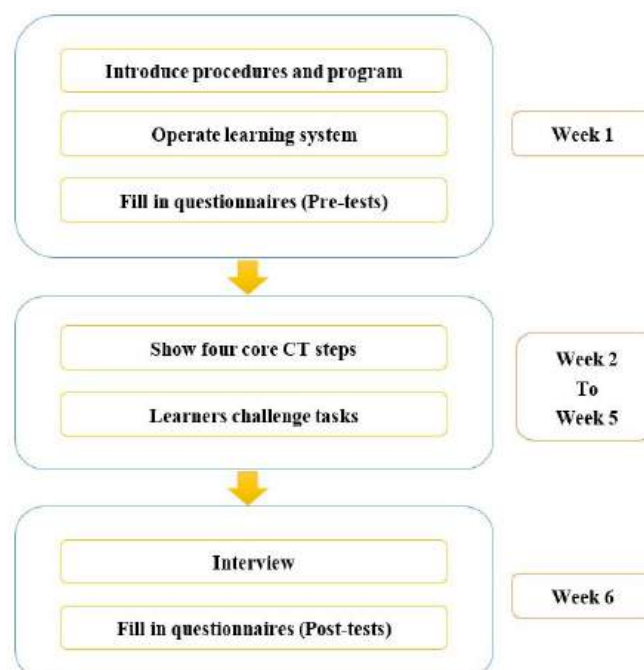 Introduce procedures and program
Operate learning system
Fill in questionnaires (Pre-tests)
Week 1
Show four core CT steps
Learners challenge tasks
Week 2
To
Week 5
Interview
Fill in questionnaires (Post-tests)
Week 6